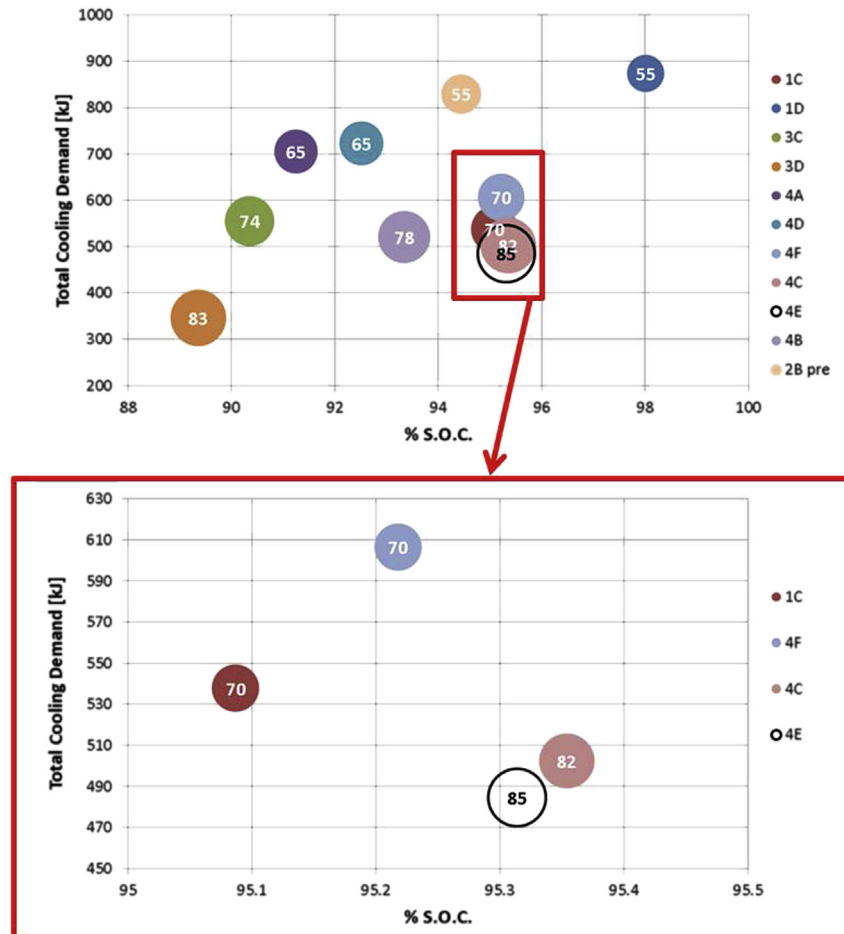 1000
900
800
700
600
500
400
300
200
Total Cooling Demand [kJ]
88 90 92 94 96 98 100
% S.O.C.
55
55
65
65
70
74
78
70
82
85
83
1C
1D
3C
3D
4A
4D
4F
4C
4E
4B
2B pre
630
610
590
570
550
530
510
490
470
450
Total Cooling Demand [kJ]
95 95.1 95.2 95.3 95.4 95.5
% S.O.C.
70
70
82
85
1C
4F
4C
4E